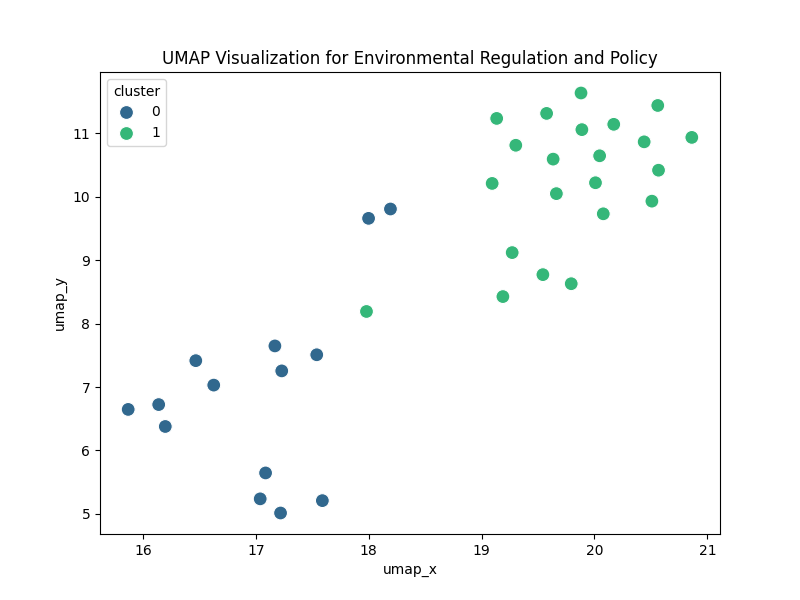 UMAP Visualization for Environmental Regulation and Policy
cluster
0
1
11
10
9
8
7
6
5
umap_y
16 17 18 19 20 21
umap_x